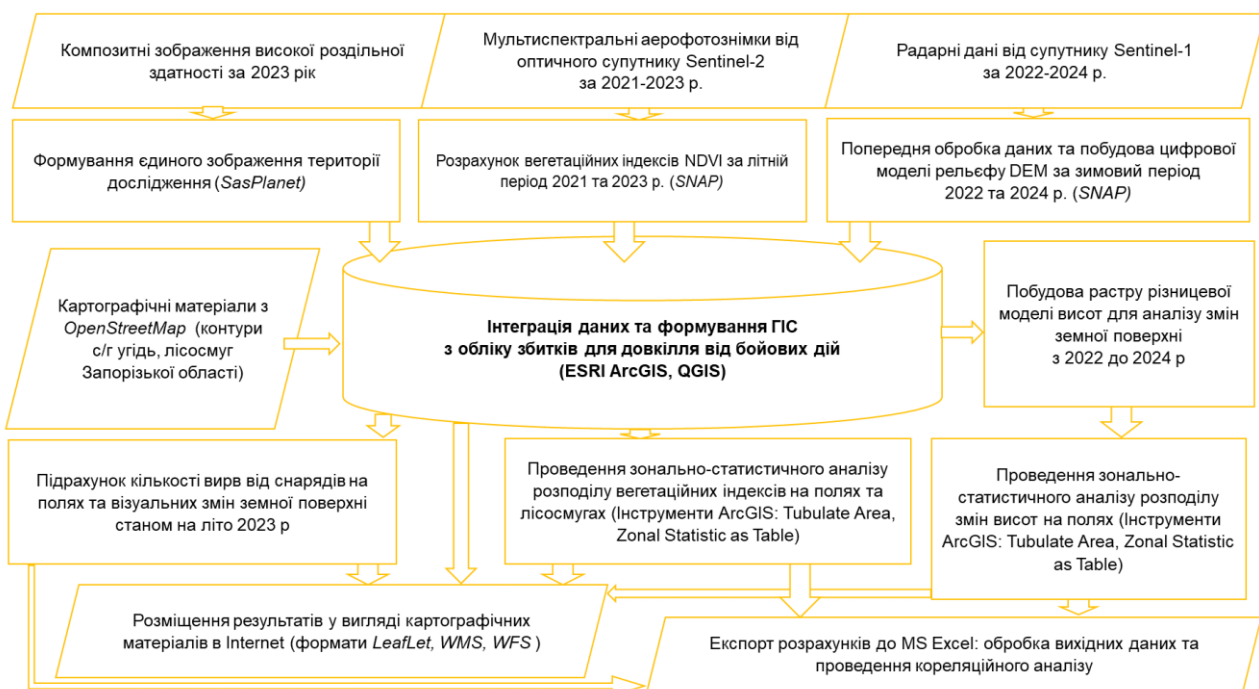 Композитні зображення високої роздільної
здатності за 2023 рік
Мультиспектральні аерофотознімки від
оптичного супутнику Sentinel-2
за 2021-2023 р.
Радарні дані від супутнику Sentinel-1
за 2022-2024 р.
Формування єдиного зображення території
дослідження (SasPlanet)
Розрахунок вегетаційних індексів NDVI за літній
період 2021 та 2023 р. (SNAP)
Попередня обробка даних та побудова цифрової
моделі рельєфу DEM за зимовий період
2022 та 2024 р. (SNAP)
Картографічні матеріали з
OpenStreetMap (контури
с/г угідь, лісосмуг
Запорізької області)
Інтеграція даних та формування ГІС
з обліку збитків для довкілля від бойових дій
(ESRI ArcGIS, QGIS)
Побудова растру різницевої
моделі висот для аналізу змін
земної поверхні
з 2022 до 2024 р
Підрахунок кількості вирв від снарядів на
полях та візуальних змін земної поверхні
станом на літо 2023 р
Проведення зонально-статистичного аналізу
розподілу вегетаційних індексів на полях та
лісосмугах (Інструменти ArcGIS: Tubulate Area,
Zonal Statistic as Table)
Проведення зонально-
статистичного аналізу розподілу
змін висот на полях (Інструменти
ArcGIS: Tubulate Area, Zonal Statistic
as Table)
Розміщення результатів у вигляді картографічних
матеріалів в Internet (формати LeafLet, WMS, WFS )
Експорт розрахунків до MS Excel: обробка вихідних даних та
проведення кореляційного аналізу